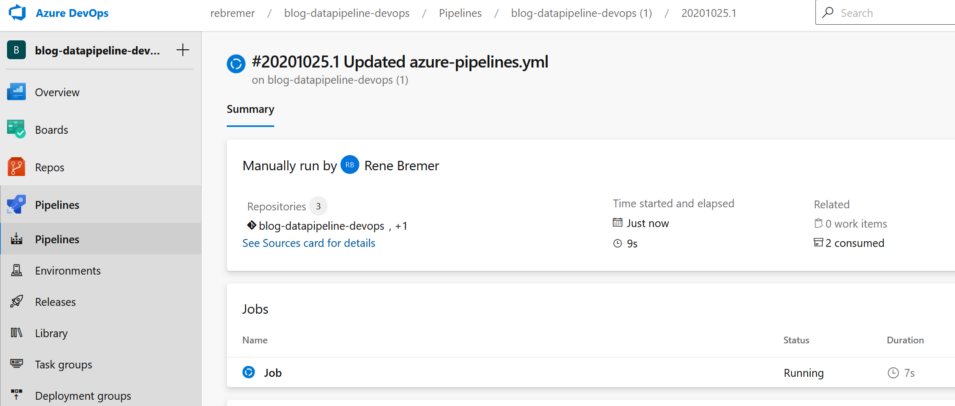 Azure DevOps
rebremer / blog-datapipeline-devops / Pipelines / blog-datapipeline-devops (1) / 20201025.1
Search
B blog-datapipeline-dev... +
Overview
Boards
Repos
Pipelines
Pipelines
Environments
Releases
Library
Task groups
Deployment groups
#20201025.1 Updated azure-pipelines.yml
on blog-datapipeline-devops (1)
Summary
Manually run by RB Rene Bremer
Repositories 3
blog-datapipeline-devops , +1
See Sources card for details
Time started and elapsed
Just now
9s
Related
0 work items
2 consumed
Jobs
Name Status Duration
Job Running 7s